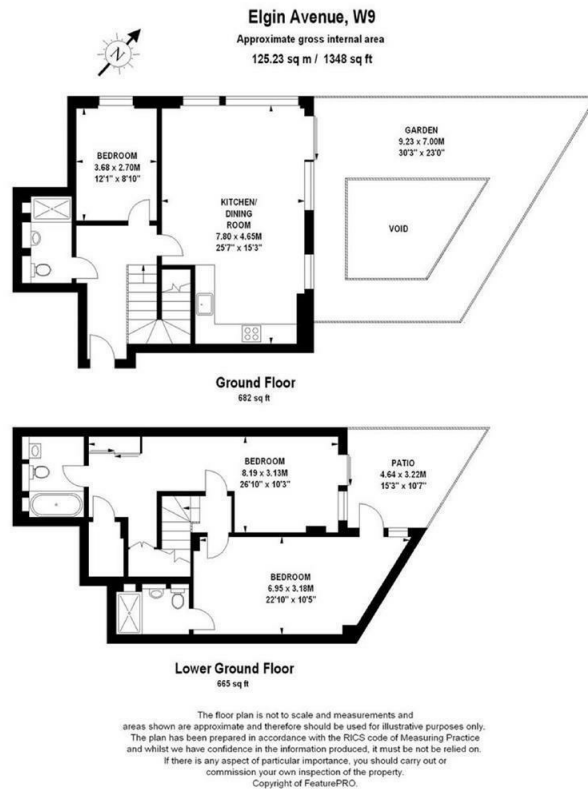 Elgin Avenue, W9
Approximate gross internal area
125.23 sq m / 1348 sq ft
N
BEDROOM
3.68 x 2.70M
12'1" x 8'10"
KITCHEN/
DINING
ROOM
7.80 x 4.65M
25'7" x 15'3"
GARDEN
9.23 x 7.00M
30'3" x 23'0"
VOID
Ground Floor
682 sq ft
BEDROOM
8.19 x 3.13M
26'10" x 10'3"
PATIO
4.64 x 3.22M
15'3" x 10'7"
BEDROOM
6.95 x 3.18M
22'10" x 10'5"
Lower Ground Floor
665 sq ft
The floor plan is not to scale and measurements and
areas shown are approximate and therefore should be used for illustrative purposes only.
The plan has been prepared in accordance with the RICS code of Measuring Practice
and whilst we have confidence in the information produced, it must be not be relied on.
If there is any aspect of particular importance, you should carry out or
commission your own inspection of the property.
Copyright of FeaturePRO.